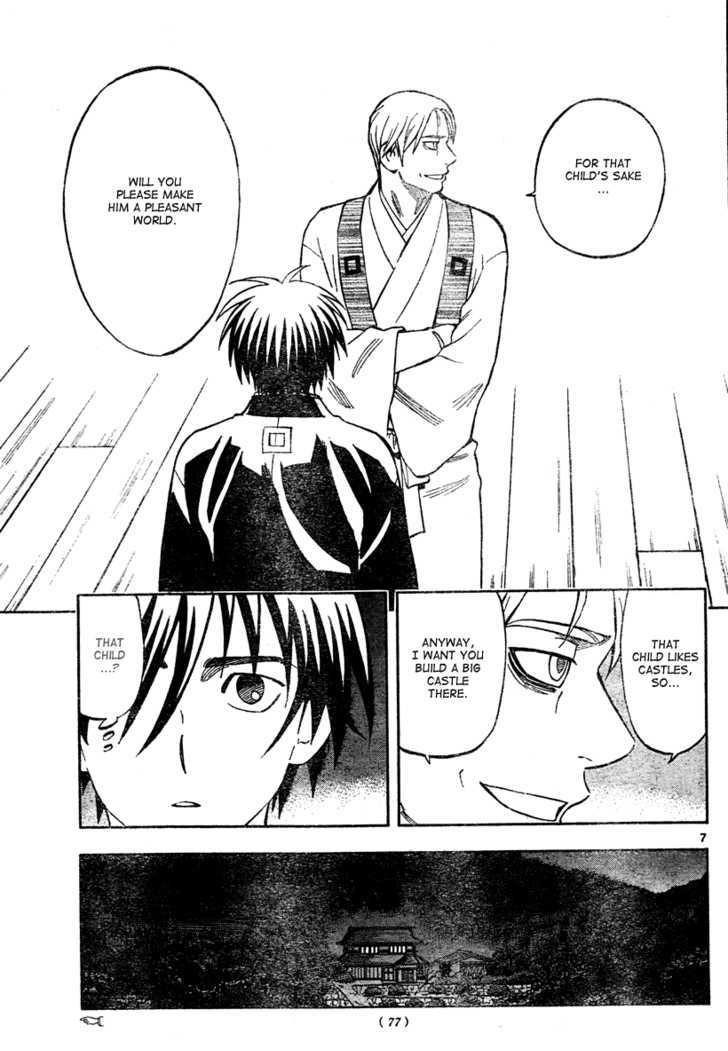 FOR THAT
CHILD'S SAKE
...
WILL YOU
PLEASE MAKE
HIM A PLEASANT
WORLD.
THAT
CHILD LIKES
CASTLES,
SO...
ANYWAY,
I WANT YOU
BUILD A BIG
CASTLE
THERE.
THAT
CHILD
...?
7
( 77 )